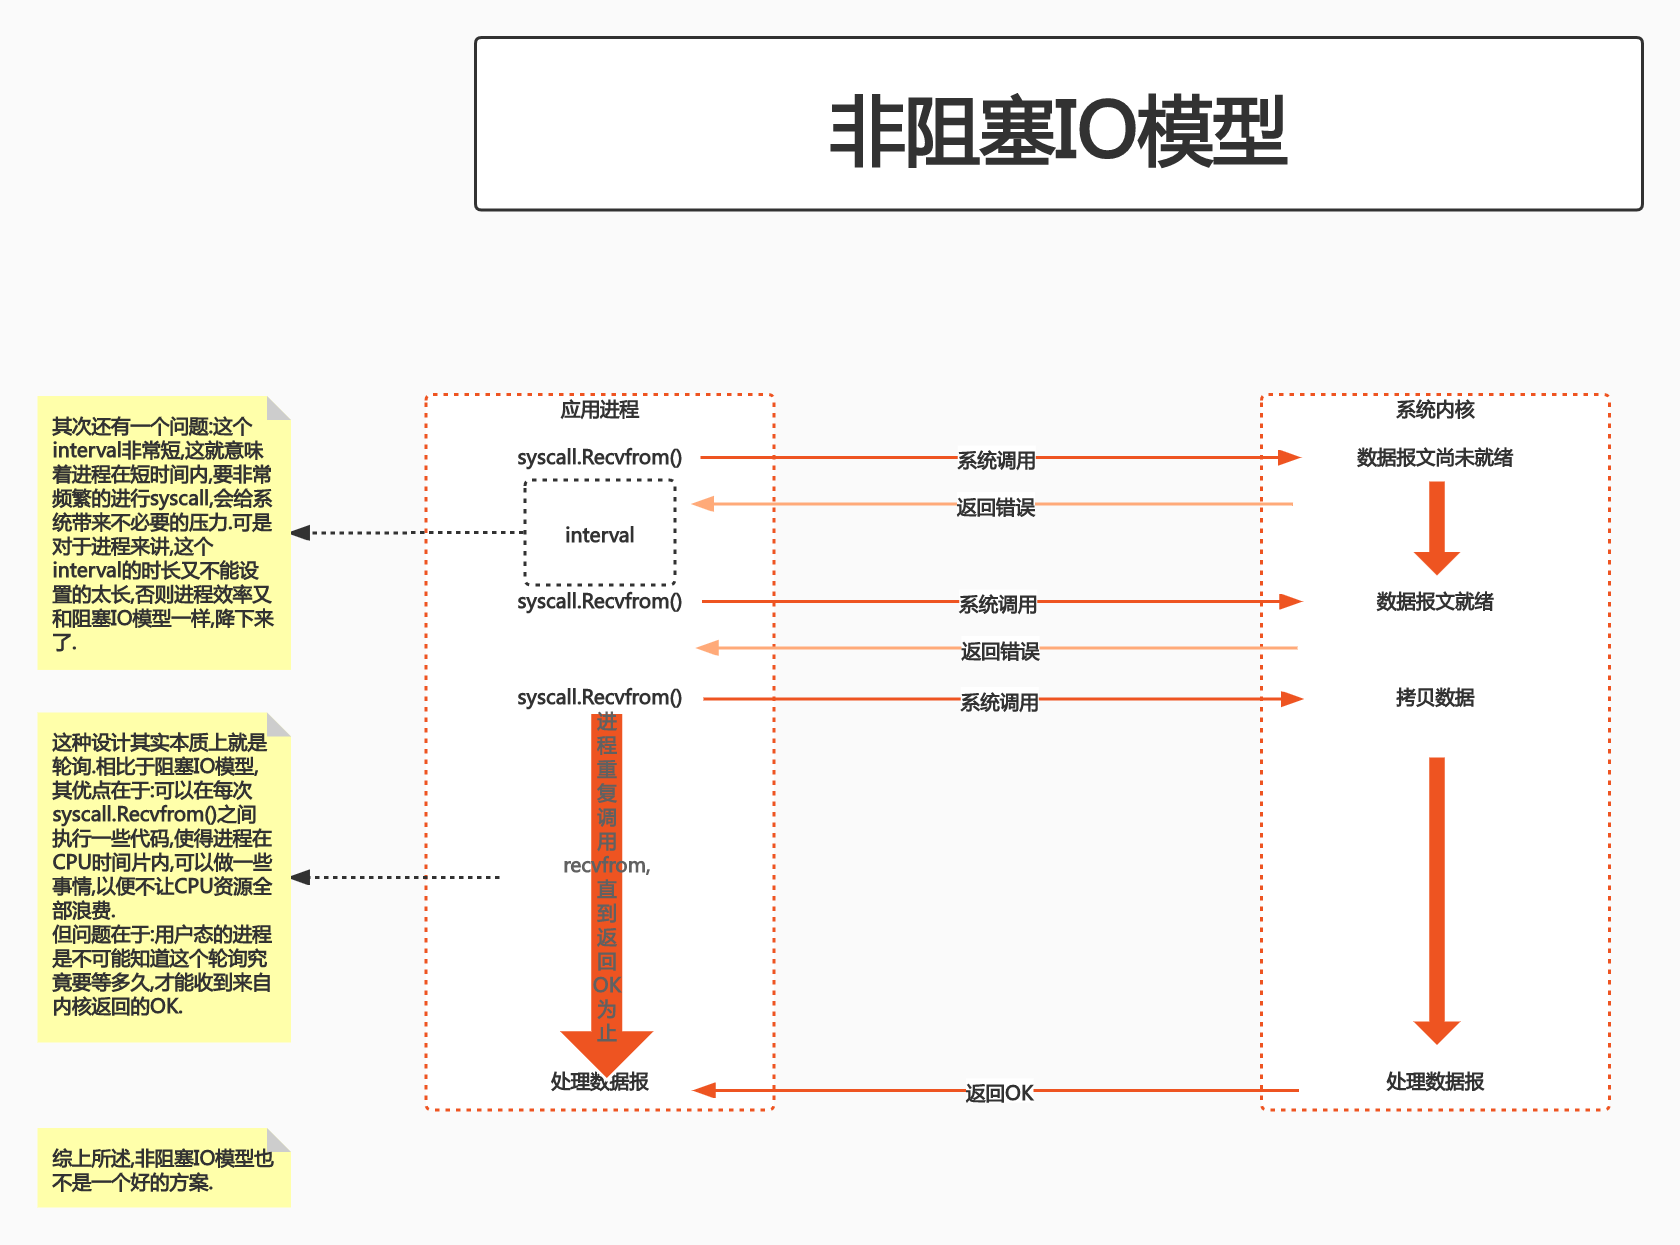 非阻塞IO模型
其次还有一个问题:这个
interval非常短,这就意味
着进程在短时间内,要非常
频繁的进行syscall,会给系
统带来不必要的压力.可是
对于进程来讲,这个
interval的时长又不能设
置的太长,否则进程效率又
和阻塞IO模型一样,降下来
了.
这种设计其实本质上就是
轮询.相比于阻塞IO模型,
其优点在于:可以在每次
syscall.Recvfrom()之间
执行一些代码,使得进程在
CPU时间片内,可以做一些
事情,以便不让CPU资源全
部浪费.
但问题在于:用户态的进程
是不可能知道这个轮询究
竟要等多久,才能收到来自
内核返回的OK.
综上所述,非阻塞IO模型也
不是一个好的方案.
应用进程
syscall.Recvfrom()
interval
syscall.Recvfrom()
syscall.Recvfrom()
进
程
重
复
调
用
recvfrom,
直
到
返
回
OK
为
止
处理数据报
系统调用
返回错误
系统调用
返回错误
系统调用
返回OK
系统内核
数据报文尚未就绪
数据报文就绪
拷贝数据
处理数据报